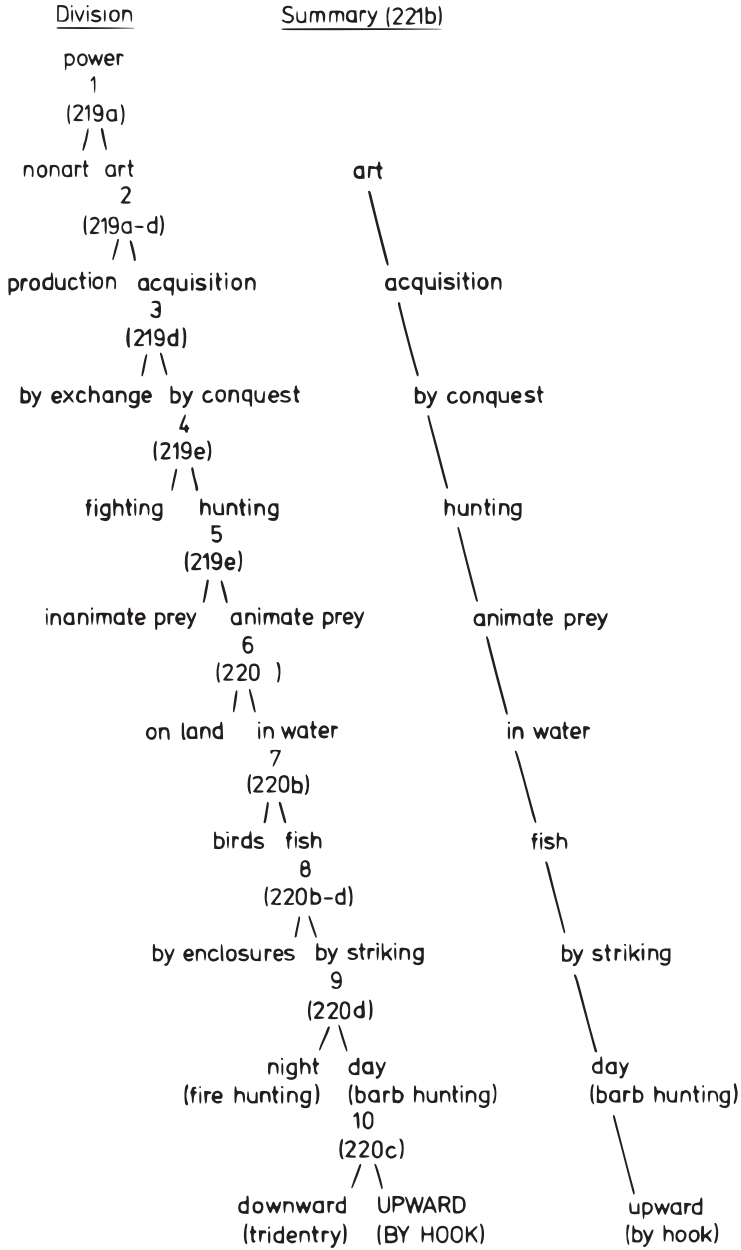 Division Summary (221b)
power
1
(219a)
nonart art art
2
(219a-d)
production acquisition acquisition
3
(219d)
by exchange by conquest by conquest
4
(219e)
fighting hunting hunting
5
(219e)
inanimate prey animate prey animate prey
6
(220 )
on land in water in water
7
(220b)
birds fish fish
8
(220b-d)
by enclosures by striking by striking
9
(220d)
night day day
(fire hunting) (barb hunting) (barb hunting)
10
(220c)
downward UPWARD upward
(tridentry) (BY HOOK) (by hook)